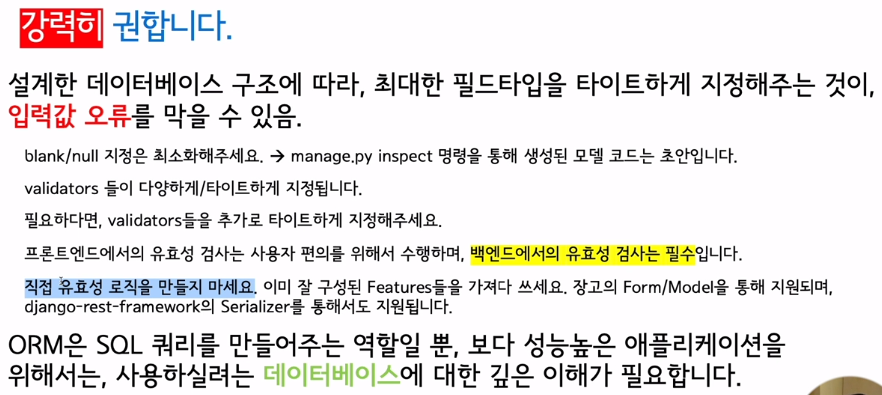 강력히 권합니다.
설계한 데이터베이스 구조에 따라, 최대한 필드타입을 타이트하게 지정해주는 것이,
입력값 오류를 막을 수 있음.
blank/null 지정은 최소화해주세요. → manage.py inspect 명령을 통해 생성된 모델 코드는 초안입니다.
validators 들이 다양하게/타이트하게 지정됩니다.
필요하다면, validators들을 추가로 타이트하게 지정해주세요.
프론트엔드에서의 유효성 검사는 사용자 편의를 위해서 수행하며, 백엔드에서의 유효성 검사는 필수입니다.
직접 유효성 로직을 만들지 마세요. 이미 잘 구성된 Features들을 가져다 쓰세요. 장고의 Form/Model을 통해 지원되며,
django-rest-framework의 Serializer를 통해서도 지원됩니다.
ORM은 SQL 쿼리를 만들어주는 역할일 뿐, 보다 성능높은 애플리케이션을
위해서는, 사용하실려는 데이터베이스에 대한 깊은 이해가 필요합니다.